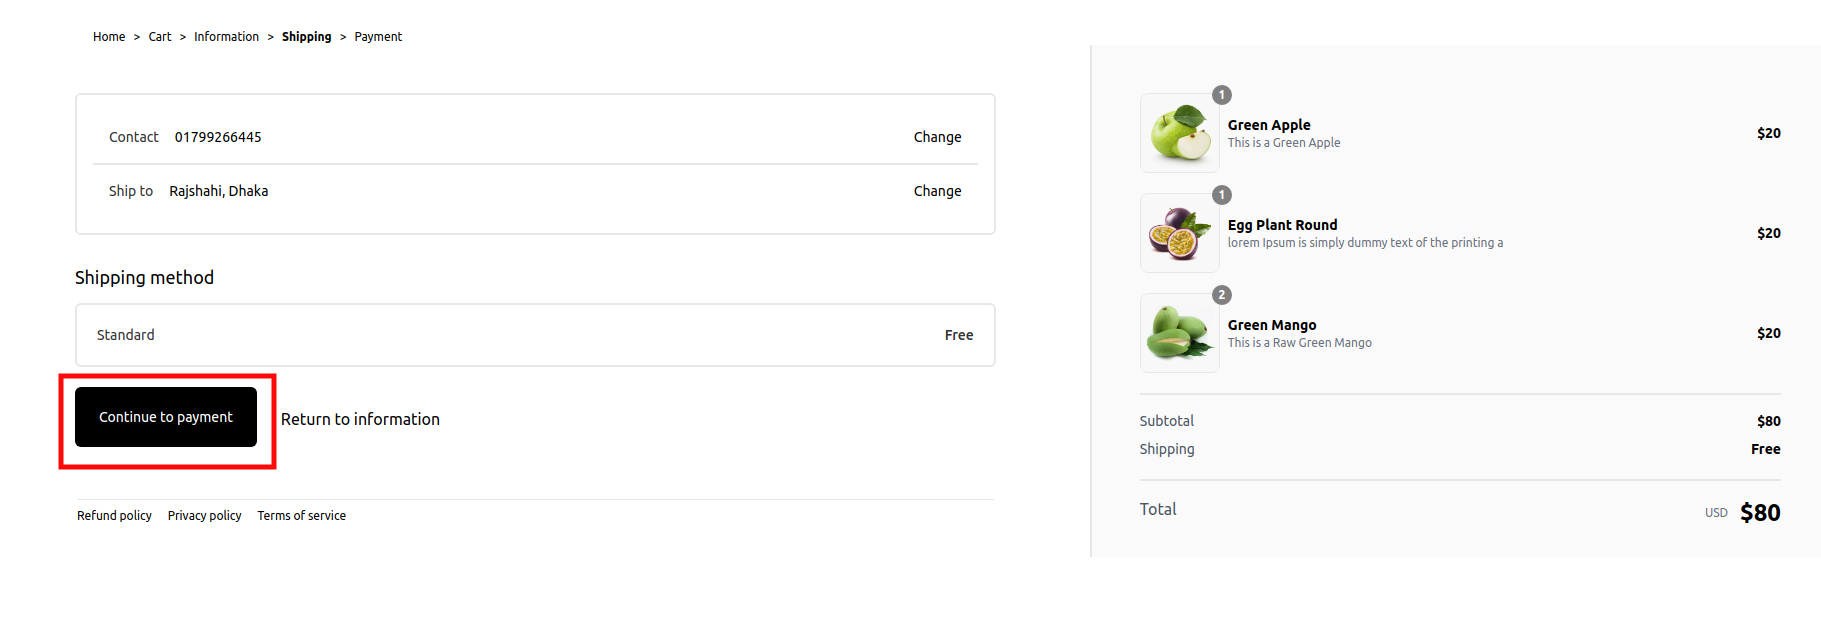 Home > Cart > Information > Shipping > Payment
Contact 01799266445 Change
Ship to Rajshahi, Dhaka Change
Shipping method
Standard Free
Continue to payment Return to information
Refund policy Privacy policy Terms of service
1
Green Apple
This is a Green Apple
$20
1
Egg Plant Round
lorem Ipsum is simply dummy text of the printing a
$20
2
Green Mango
This is a Raw Green Mango
$20
Subtotal $80
Shipping Free
Total USD $80